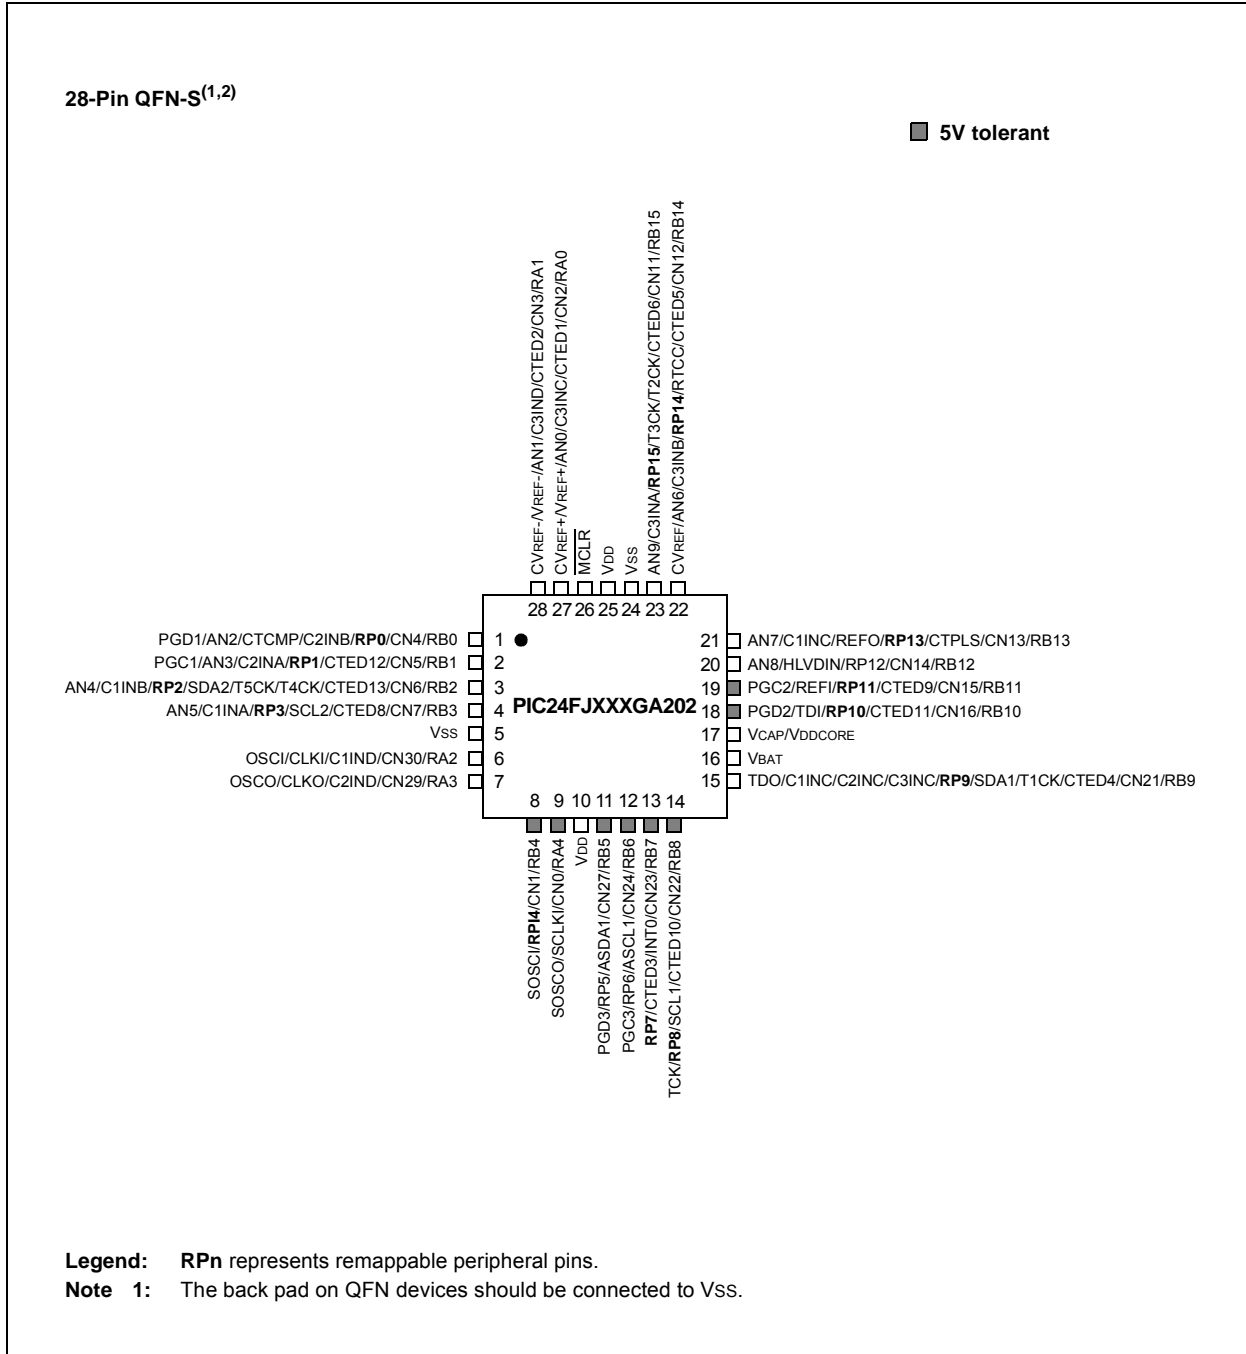 28-Pin QFN-S(1,2)
5V tolerant
CVREF-/VREF-/AN1/C3IND/CTED2/CN3/RA1
CVREF+/VREF+/AN0/C3INC/CTED1/CN2/RA0
MCLR
VDD
VSS
AN9/C3INA/RP15/T3CK/T2CK/CTED6/CN11/RB15
CVREF/AN6/C3INB/RP14/RTCC/CTED5/CN12/RB14
28 27 26 25 24 23 22
PGD1/AN2/CTCMP/C2INB/RP0/CN4/RB0 1
PGC1/AN3/C2INA/RP1/CTED12/CN5/RB1 2
AN4/C1INB/RP2/SDA2/T5CK/T4CK/CTED13/CN6/RB2 3
AN5/C1INA/RP3/SCL2/CTED8/CN7/RB3 4
VSS 5
OSCI/CLKI/C1IND/CN30/RA2 6
OSCO/CLKO/C2IND/CN29/RA3 7
PIC24FJXXXGA202
21 AN7/C1INC/REFO/RP13/CTPLS/CN13/RB13
20 AN8/HLVDIN/RP12/CN14/RB12
19 PGC2/REFI/RP11/CTED9/CN15/RB11
18 PGD2/TDI/RP10/CTED11/CN16/RB10
17 VCAP/VDDCORE
16 VBAT
15 TDO/C1INC/C2INC/C3INC/RP9/SDA1/T1CK/CTED4/CN21/RB9
8 9 10 11 12 13 14
SOSCI/RPI4/CN1/RB4
SOSCO/SCLKI/CN0/RA4
VDD
PGD3/RP5/ASDA1/CN27/RB5
PGC3/RP6/ASCL1/CN24/RB6
RP7/CTED3/INT0/CN23/RB7
TCK/RP8/SCL1/CTED10/CN22/RB8
Legend: RPn represents remappable peripheral pins.
Note 1: The back pad on QFN devices should be connected to VSS.